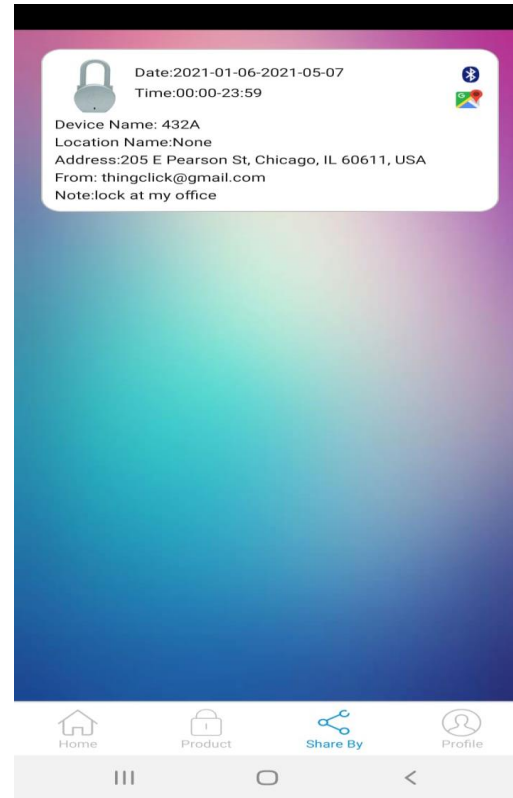 Date:2021-01-06-2021-05-07
Time:00:00-23:59
Device Name: 432A
Location Name:None
Address:205 E Pearson St, Chicago, IL 60611, USA
From: thingclick@gmail.com
Note:lock at my office
Home
Product
Share By
Profile